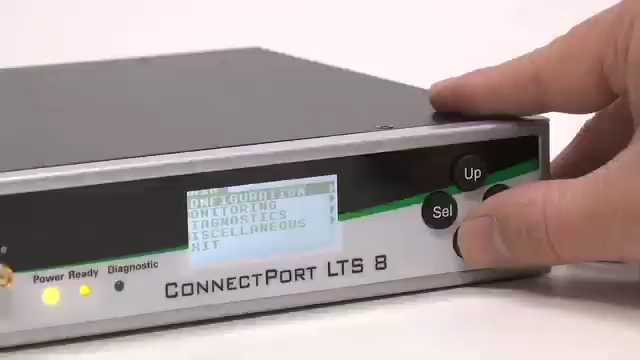 ONFIGURATION
ONITORING
IAGNOSTICS
ISCELLANEOUS
XIT
Up
Sel
Power Ready Diagnostic
CONNECTPORT LTS 8